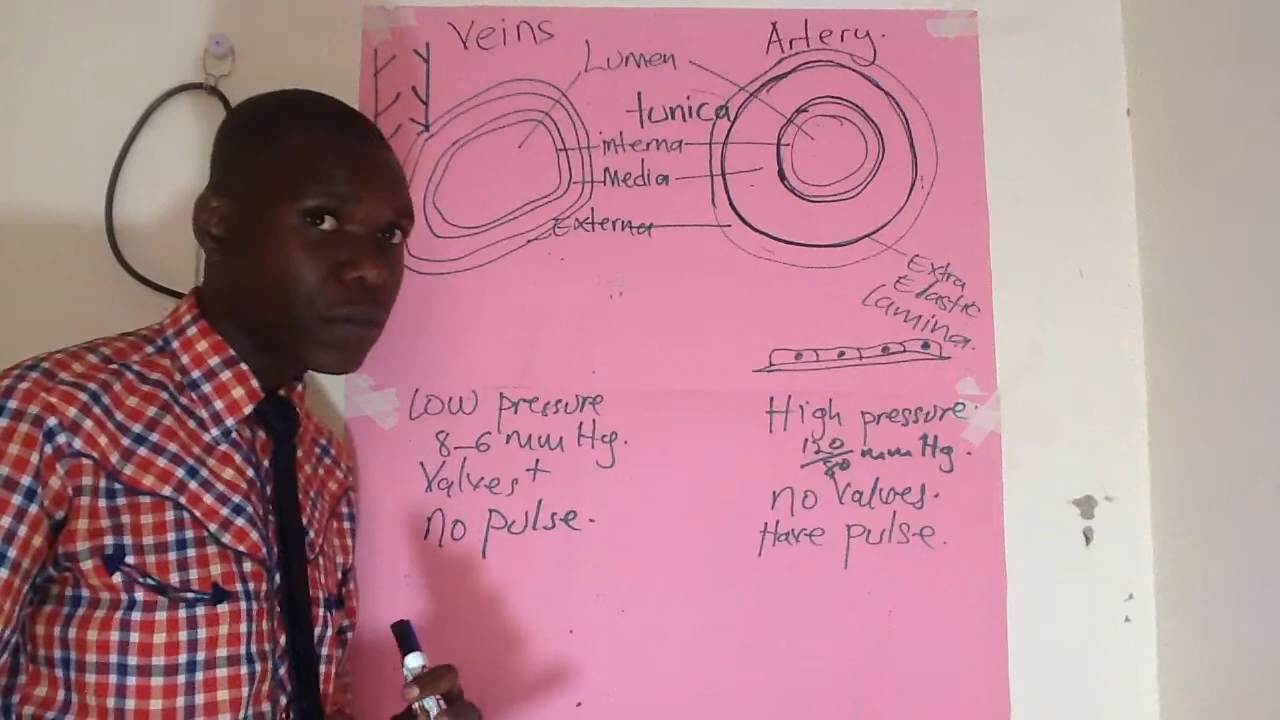 Veins
Artery.
Lumen
tunica
interna
Media
Externa
Extra
Elastic
Lamina.
Low pressure
8-6 mm Hg.
Valves+
no pulse.
High pressure.
120/80 mm Hg.
no valves.
Have pulse.